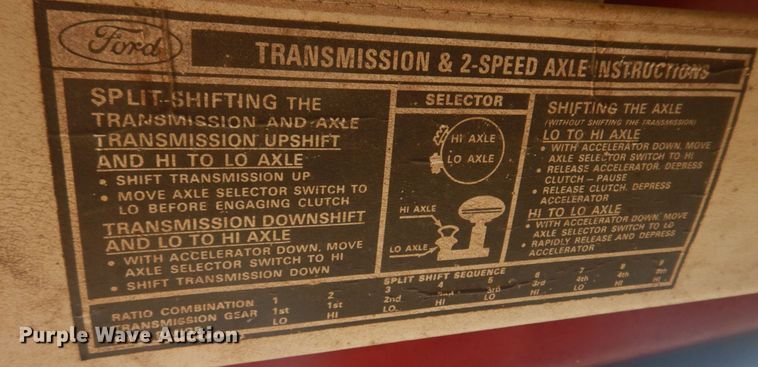 Ford
TRANSMISSION & 2-SPEED AXLE INSTRUCTIONS
SPLIT-SHIFTING THE
TRANSMISSION AND AXLE
TRANSMISSION UPSHIFT
AND HI TO LO AXLE
• SHIFT TRANSMISSION UP
• MOVE AXLE SELECTOR SWITCH TO
LO BEFORE ENGAGING CLUTCH
TRANSMISSION DOWNSHIFT
AND LO TO HI AXLE
• WITH ACCELERATOR DOWN, MOVE
AXLE SELECTOR SWITCH TO HI
• SHIFT TRANSMISSION DOWN
SELECTOR
HI AXLE
LO AXLE
HI AXLE
LO AXLE
SHIFTING THE AXLE
(WITHOUT SHIFTING THE TRANSMISSION)
LO TO HI AXLE
• WITH ACCELERATOR DOWN, MOVE
AXLE SELECTOR SWITCH TO HI
• RELEASE ACCELERATOR, DEPRESS
CLUTCH – PAUSE
• RELEASE CLUTCH, DEPRESS
ACCELERATOR
HI TO LO AXLE
• WITH ACCELERATOR DOWN, MOVE
AXLE SELECTOR SWITCH TO LO
• RAPIDLY RELEASE AND DEPRESS
ACCELERATOR
SPLIT SHIFT SEQUENCE
RATIO COMBINATION 1 2 3 4 5 6 7 8 9
TRANSMISSION GEAR 1st 1st 2nd 2nd 3rd 3rd 4th 4th 5th
LO HI LO HI LO HI LO HI HI
Purple Wave Auction